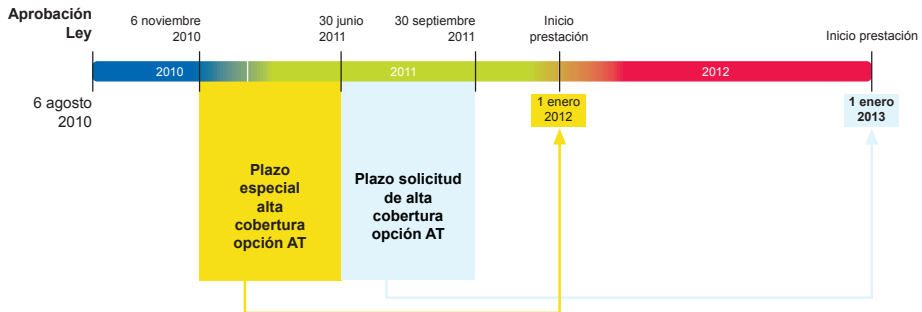 Aprobación
Ley
6 noviembre
2010
30 junio
2011
30 septiembre
2011
Inicio
prestación
Inicio prestación
2010
2011
2012
6 agosto
2010
1 enero
2012
1 enero
2013
Plazo
especial
alta
cobertura
opción AT
Plazo solicitud
de alta
cobertura
opción AT